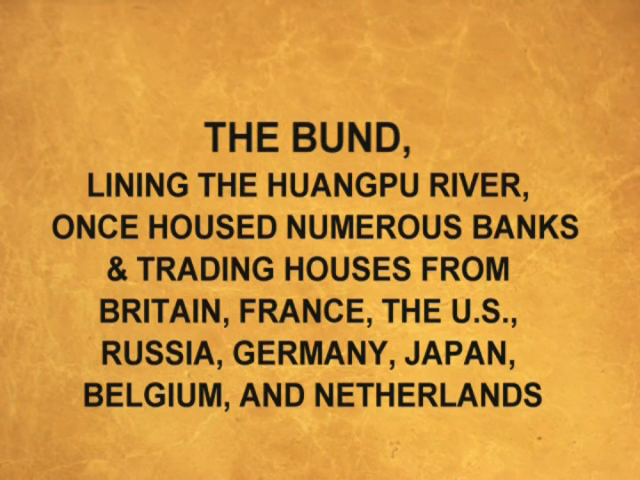 THE BUND,
LINING THE HUANGPU RIVER,
ONCE HOUSED NUMEROUS BANKS
& TRADING HOUSES FROM
BRITAIN, FRANCE, THE U.S.,
RUSSIA, GERMANY, JAPAN,
BELGIUM, AND NETHERLANDS